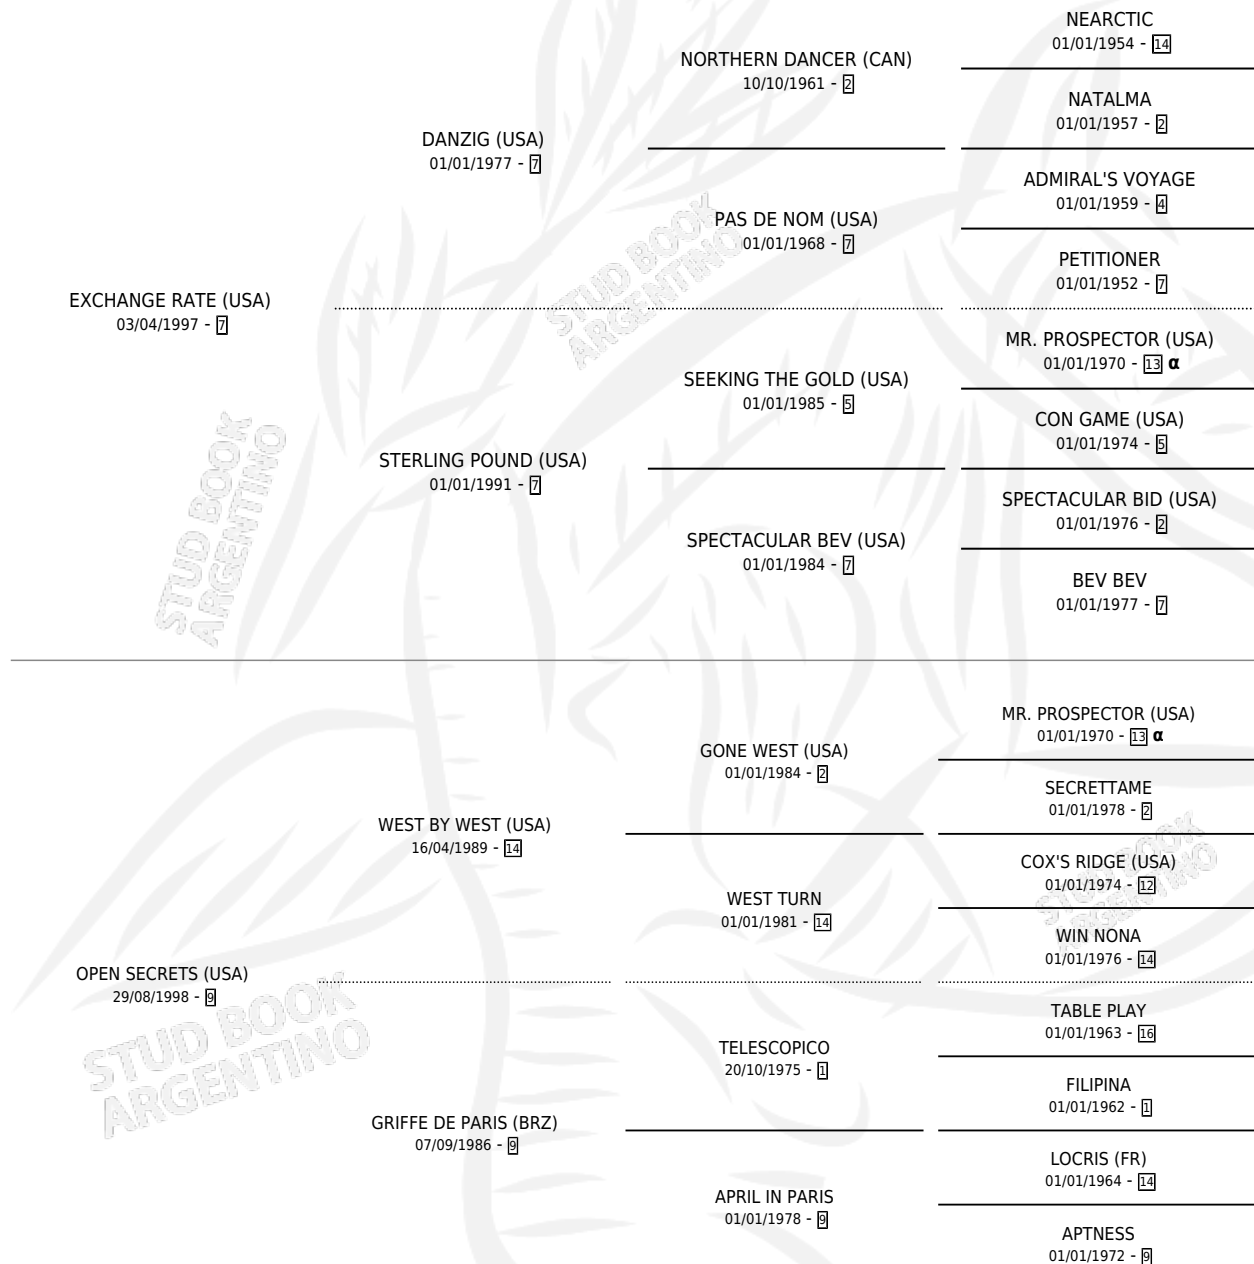 NEARCTIC
01/01/1954 - 14
NORTHERN DANCER (CAN)
10/10/1961 - 2
NATALMA
01/01/1957 - 2
DANZIG (USA)
01/01/1977 - 7
ADMIRAL'S VOYAGE
01/01/1959 - 4
PAS DE NOM (USA)
01/01/1968 - 7
PETITIONER
01/01/1952 - 7
EXCHANGE RATE (USA)
03/04/1997 - 7
MR. PROSPECTOR (USA)
01/01/1970 - 13 α
SEEKING THE GOLD (USA)
01/01/1985 - 5
CON GAME (USA)
01/01/1974 - 5
STERLING POUND (USA)
01/01/1991 - 7
SPECTACULAR BID (USA)
01/01/1976 - 2
SPECTACULAR BEV (USA)
01/01/1984 - 7
BEV BEV
01/01/1977 - 7
MR. PROSPECTOR (USA)
01/01/1970 - 13 α
GONE WEST (USA)
01/01/1984 - 2
SECRETTAME
01/01/1978 - 2
WEST BY WEST (USA)
16/04/1989 - 14
COX'S RIDGE (USA)
01/01/1974 - 12
WEST TURN
01/01/1981 - 14
WIN NONA
01/01/1976 - 14
OPEN SECRETS (USA)
29/08/1998 - 9
TABLE PLAY
01/01/1963 - 16
TELESCOPICO
20/10/1975 - 1
FILIPINA
01/01/1962 - 1
GRIFFE DE PARIS (BRZ)
07/09/1986 - 9
LOCRIS (FR)
01/01/1964 - 14
APRIL IN PARIS
01/01/1978 - 9
APTNESS
01/01/1972 - 9
STUD BOOK
ARGENTINO
STUD BOOK
ARGENTINO
STUD BOOK
ARGENTINO
STUD BOOK
ARGENTINO